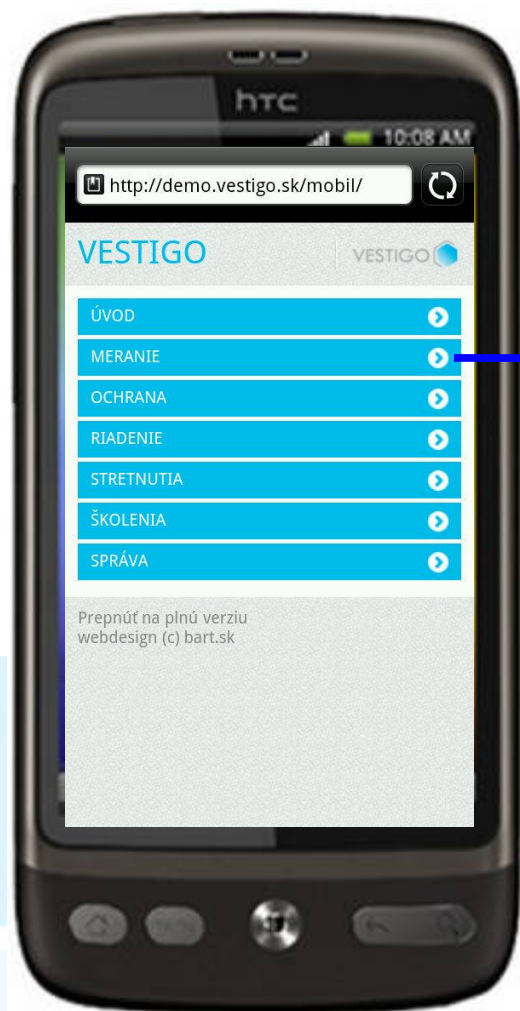 hTC
10:08 AM
http://demo.vestigo.sk/mobil/
VESTIGO
VESTIGO
ÚVOD
MERANIE
OCHRANA
RIADENIE
STRETNUTIA
ŠKOLENIA
SPRÁVA
Prepnúť na plnú verziu
webdesign (c) bart.sk